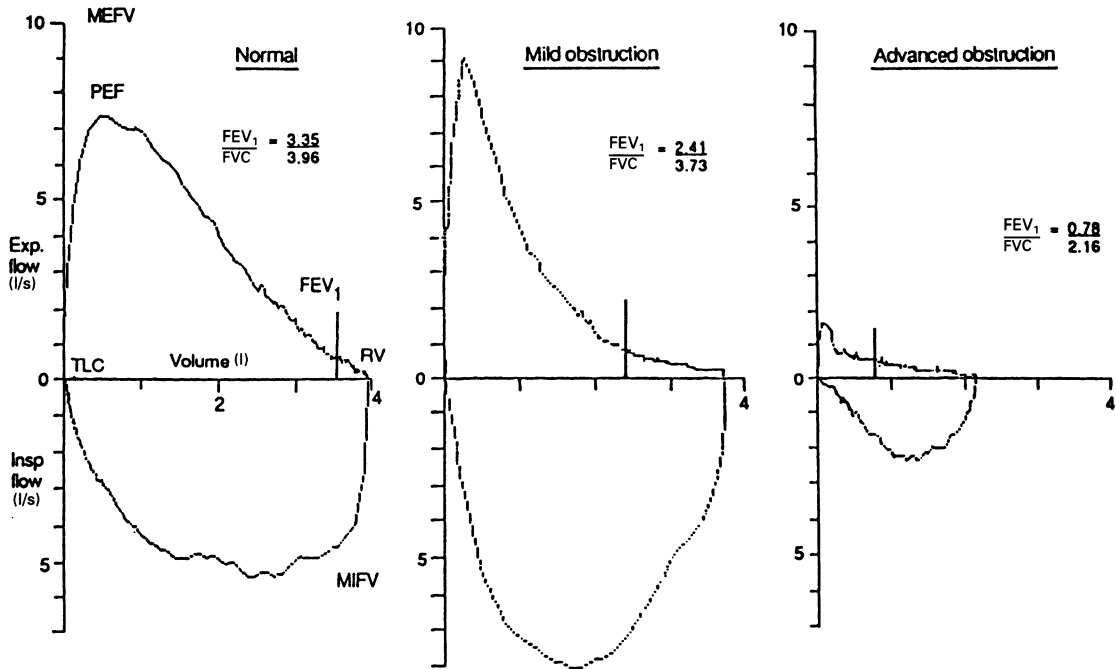 10
MEFV
Normal
PEF
FEV1 = 3.35
FVC 3.96
5
Exp.
flow
(l/s)
FEV1
TLC
Volume (l)
RV
0
2
4
Insp
flow
(l/s)
5
MIFV
10
Mild obstruction
FEV1 = 2.41
FVC 3.73
5
0
4
5
10
Advanced obstruction
5
FEV1 = 0.78
FVC 2.16
0
4
5